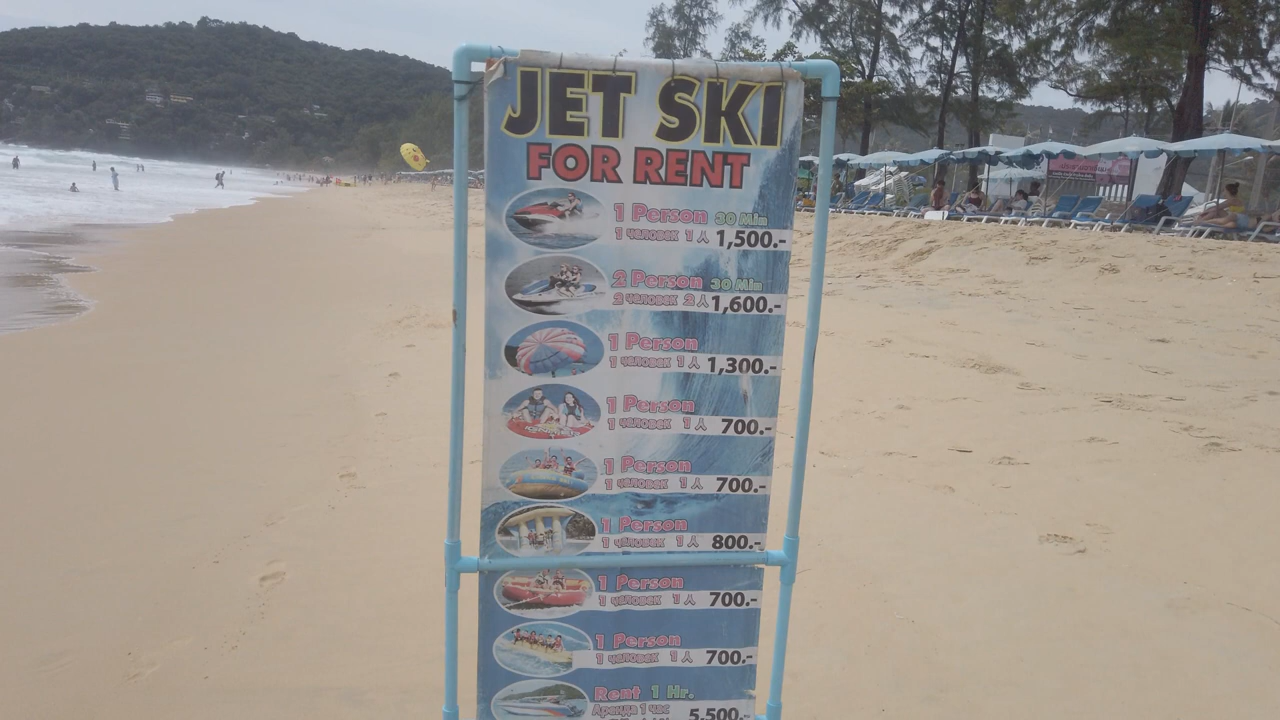 JET SKI
FOR RENT
1 Person 30 Min
1 человек 1人 1,500.-
2 Person 30 Min
2 человек 2人 1,600.-
1 Person
1 человек 1人 1,300.-
1 Person
1 человек 1人 700.-
1 Person
1 человек 1人 700.-
1 Person
1 человек 1人 800.-
1 Person
1 человек 1人 700.-
1 Person
1 человек 1人 700.-
Rent 1 Hr.
Аренда 1 час
5,500.-